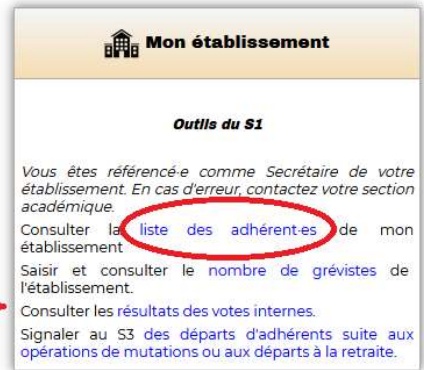 Mon établissement
Outils du S1
Vous êtes référencé·e comme Secrétaire de votre
établissement. En cas d'erreur, contactez votre section
académique.
Consulter la liste des adhérent·es de mon
établissement
Saisir et consulter le nombre de grévistes de
l'établissement.
Consulter les résultats des votes internes.
Signaler au S3 des départs d'adhérents suite aux
opérations de mutations ou aux départs à la retraite.